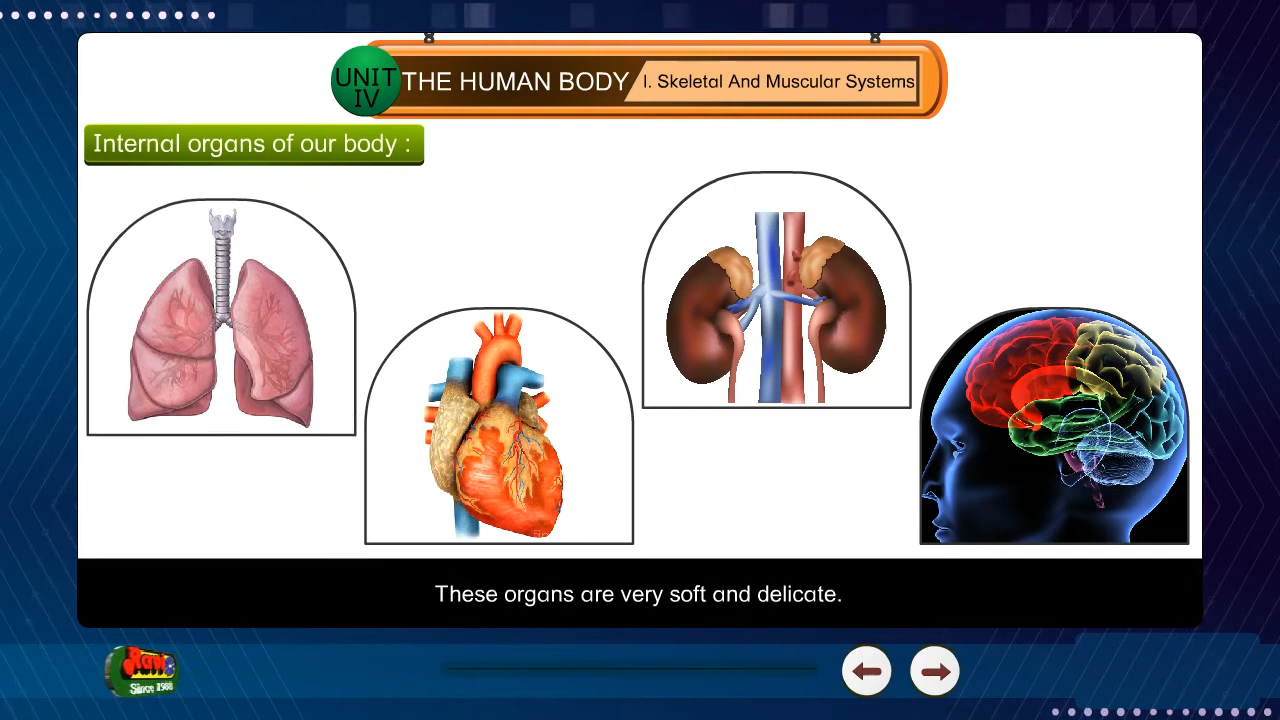 UNIT
IV
THE HUMAN BODY
I. Skeletal And Muscular Systems
Internal organs of our body :
These organs are very soft and delicate.
Since 1968